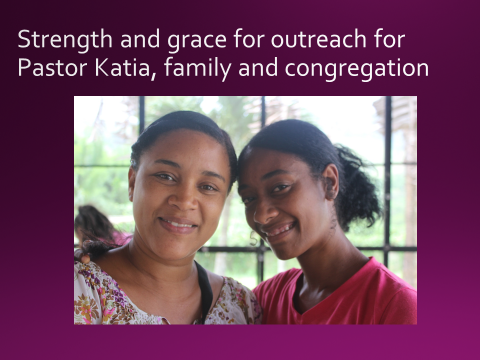 Strength and grace for outreach for
Pastor Katia, family and congregation